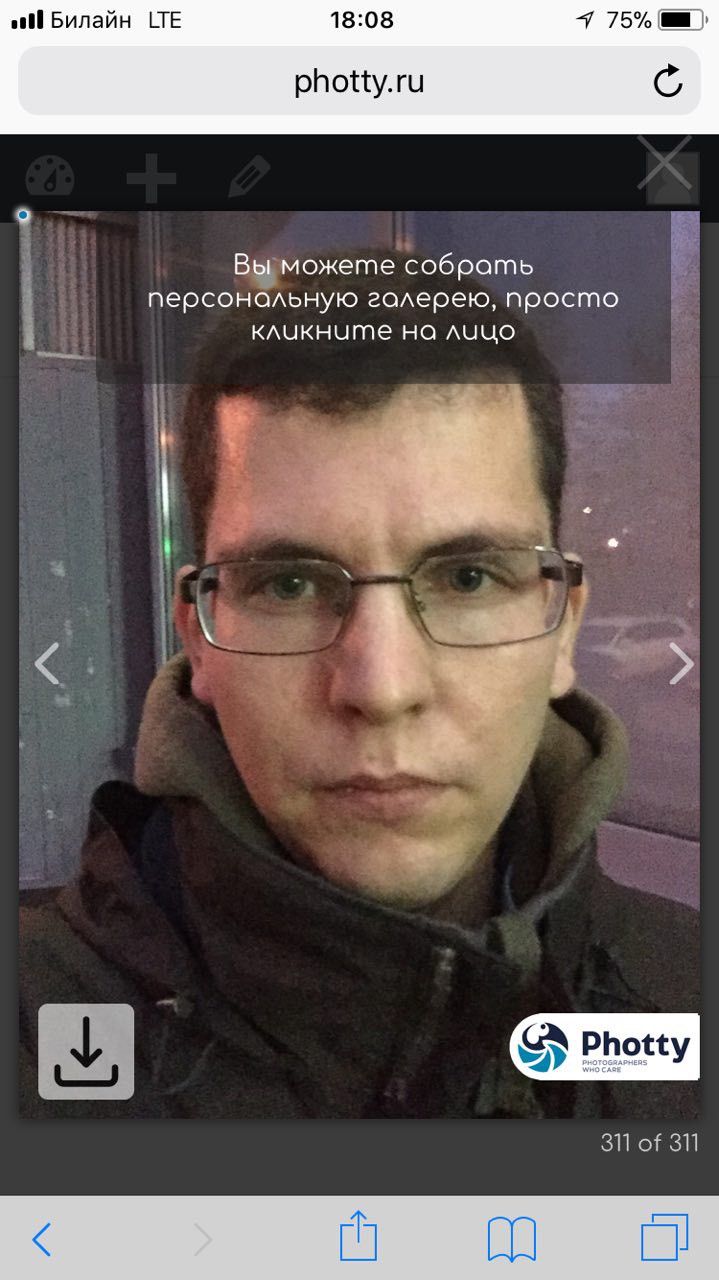 Билайн LTE 18:08 75%
photty.ru
Вы можете собрать
персональную галерею, просто
кликните на лицо
Photty
PHOTOGRAPHERS
WHO CARE
311 of 311